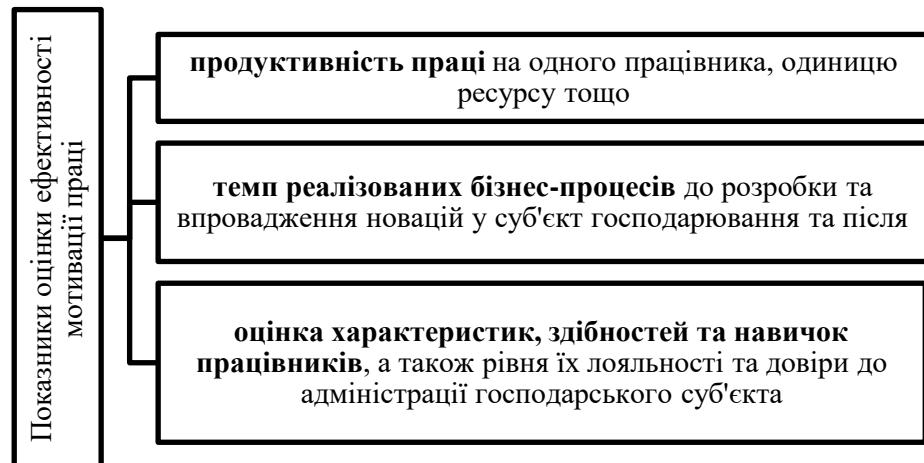 Показники оцінки ефективності
мотивації праці
продуктивність праці на одного працівника, одиницю
ресурсу тощо
темп реалізованих бізнес-процесів до розробки та
впровадження новацій у суб'єкт господарювання та після
оцінка характеристик, здібностей та навичок
працівників, а також рівня їх лояльності та довіри до
адміністрації господарського суб'єкта